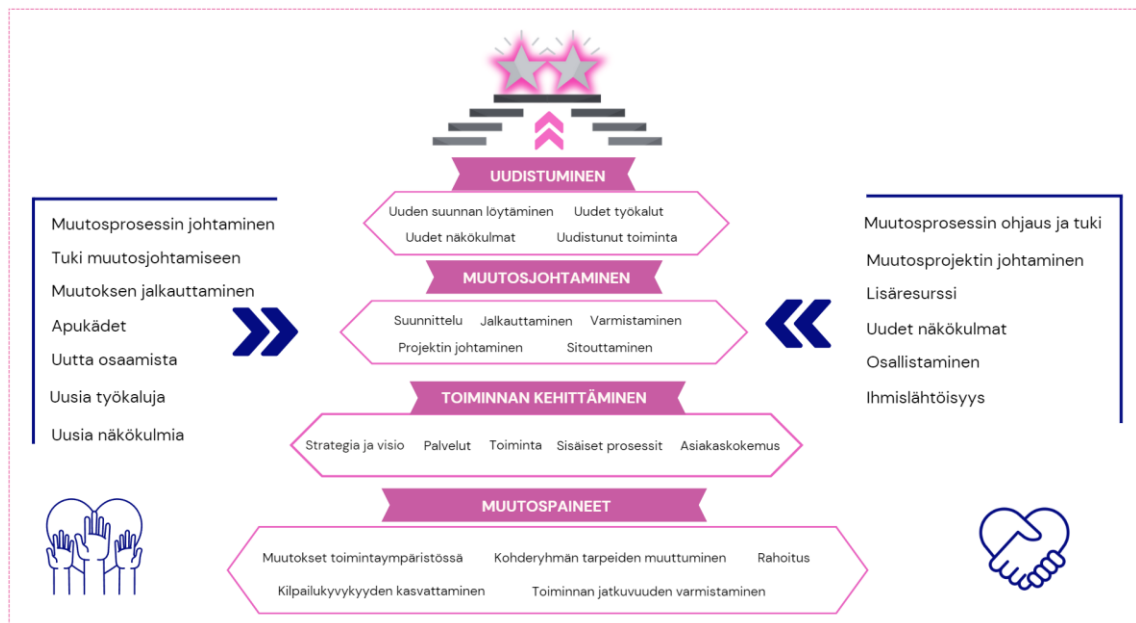 UUDISTUMINEN
Uuden suunnan löytäminen Uudet työkalut
Uudet näkökulmat Uudistunut toiminta
MUUTOSJOHTAMINEN
Suunnittelu Jalkauttaminen Varmistaminen
Projektin johtaminen Sitouttaminen
TOIMINNAN KEHITTÄMINEN
Strategia ja visio Palvelut Toiminta Sisäiset prosessit Asiakaskokemus
MUUTOSPAINEET
Muutokset toimintaympäristössä Kohderyhmän tarpeiden muuttuminen Rahoitus
Kilpailukyvykyyden kasvattaminen Toiminnan jatkuvuuden varmistaminen
Muutosprosessin johtaminen
Tuki muutosjohtamiseen
Muutoksen jalkauttaminen
Apukädet
Uutta osaamista
Uusia työkaluja
Uusia näkökulmia
Muutosprosessin ohjaus ja tuki
Muutosprojektin johtaminen
Lisäresurssi
Uudet näkökulmat
Osallistaminen
Ihmislähtöisyys